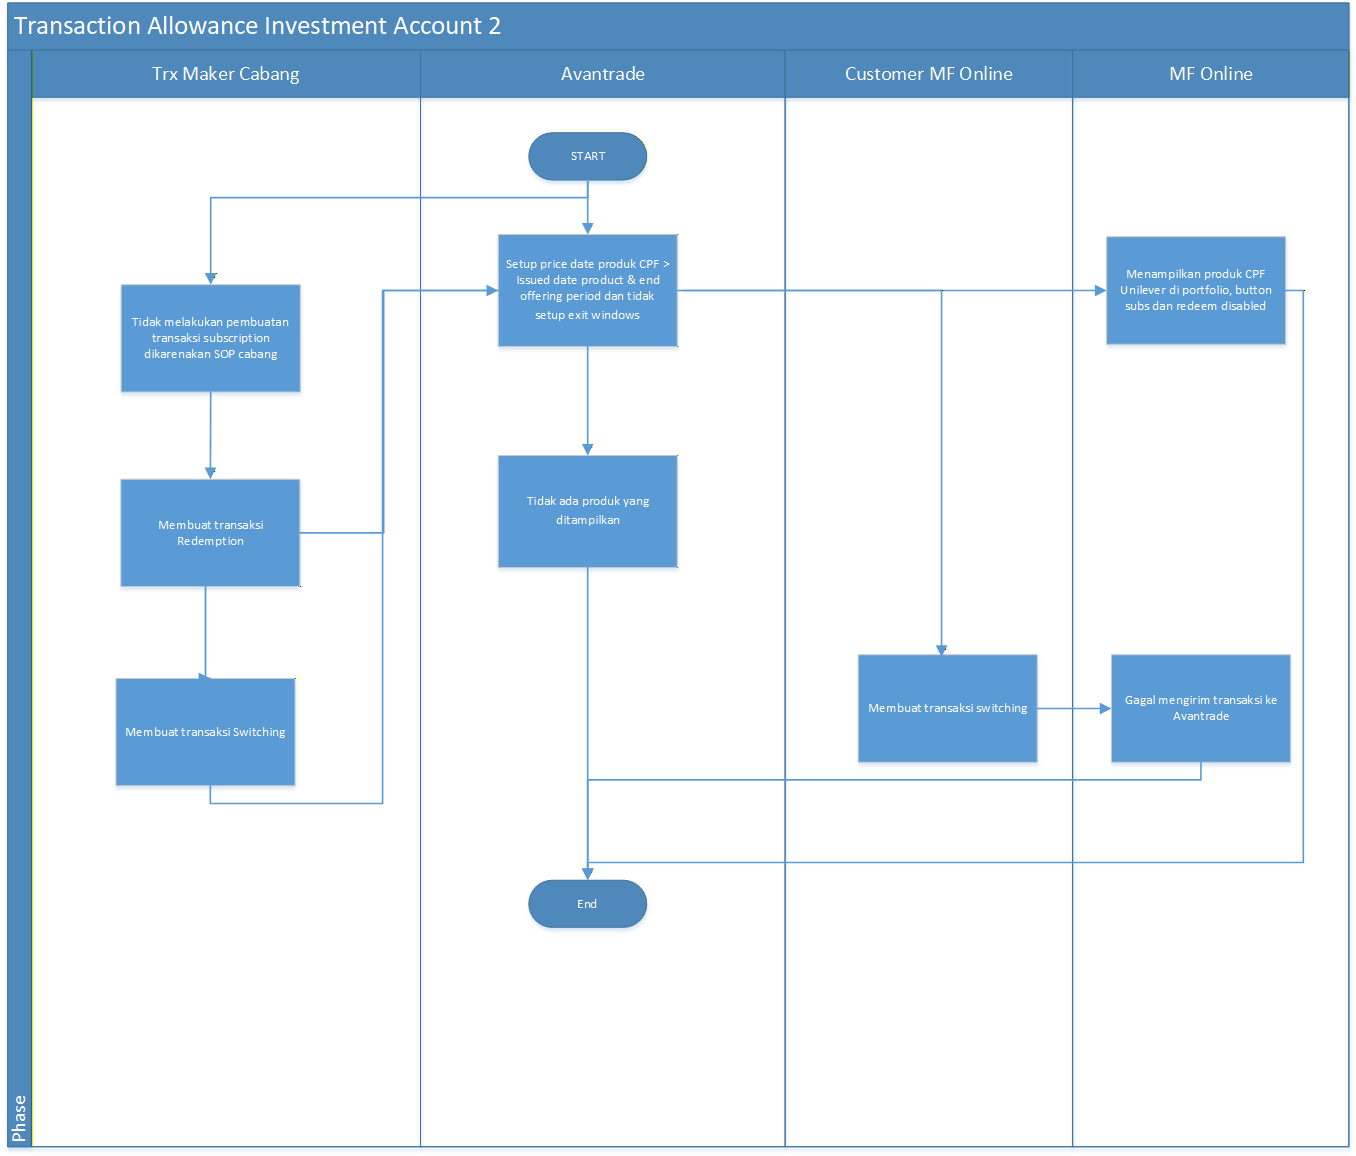 Transaction Allowance Investment Account 2
Trx Maker Cabang
Avantrade
Customer MF Online
MF Online
START
Setup price date produk CPF >
Issued date product & end
offering period dan tidak
setup exit windows
Menampilkan produk CPF
Unilever di portfolio, button
subs dan redeem disabled
Tidak melakukan pembuatan
transaksi subscription
dikarenakan SOP cabang
Tidak ada produk yang
ditampilkan
Membuat transaksi
Redemption
Membuat transaksi Switching
Membuat transaksi switching
Gagal mengirim transaksi ke
Avantrade
End
Phase